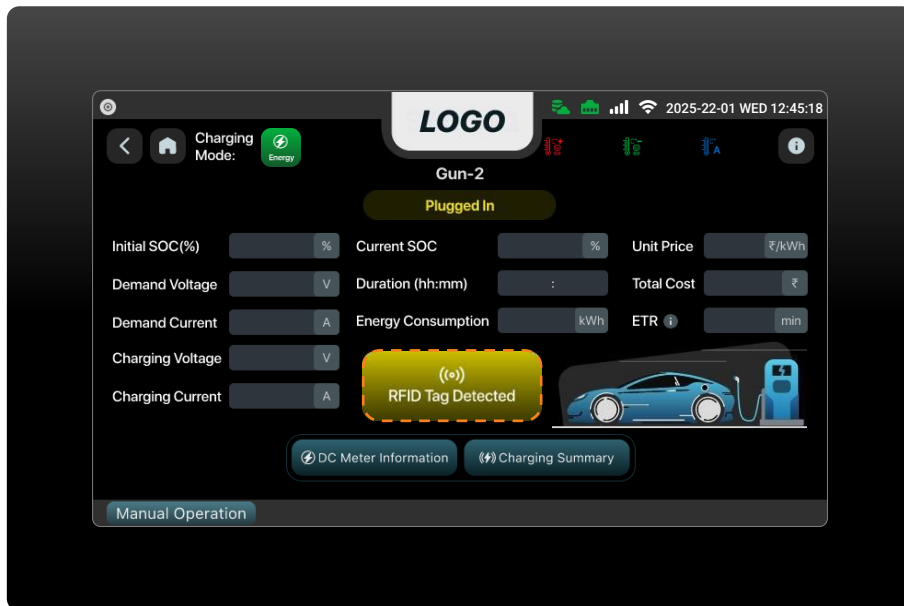 LOGO
2025-22-01 WED 12:45:18
Charging
Mode:
Energy
A
Gun-2
Plugged In
Initial SOC(%) %
Current SOC %
Unit Price ₹/kWh
Demand Voltage V
Duration (hh:mm) :
Total Cost ₹
Demand Current A
Energy Consumption kWh
ETR i min
Charging Voltage V
Charging Current A
RFID Tag Detected
DC Meter Information
Charging Summary
Manual Operation